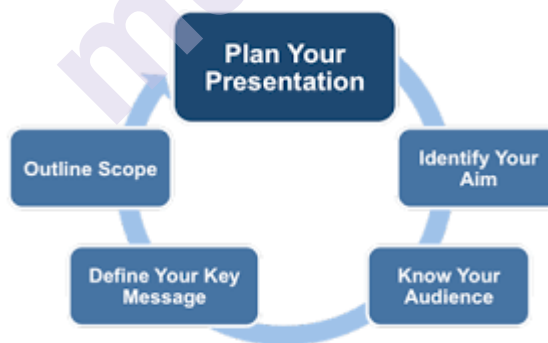 Plan Your
Presentation
Identify Your
Aim
Know Your
Audience
Define Your Key
Message
Outline Scope